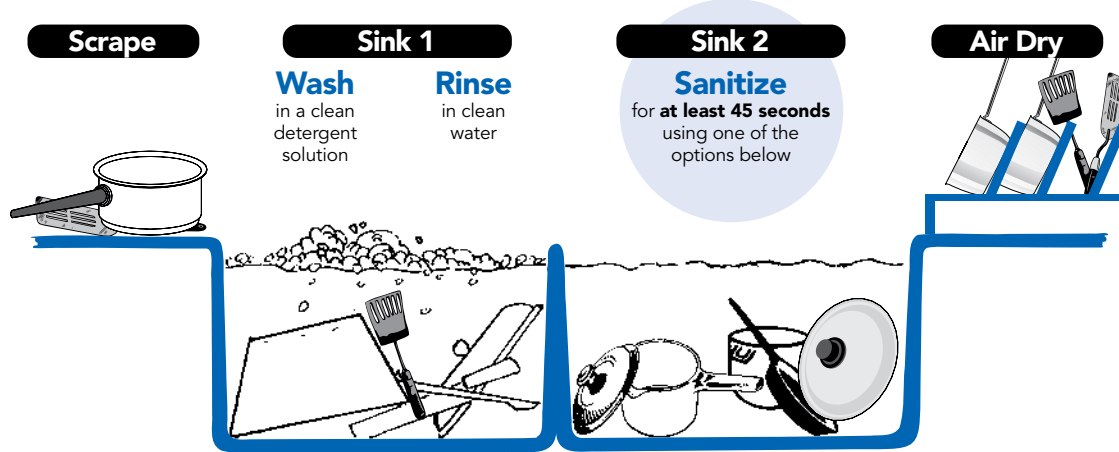 Scrape
Sink 1
Sink 2
Air Dry
Wash
in a clean
detergent
solution
Rinse
in clean
water
Sanitize
for at least 45 seconds
using one of the
options below